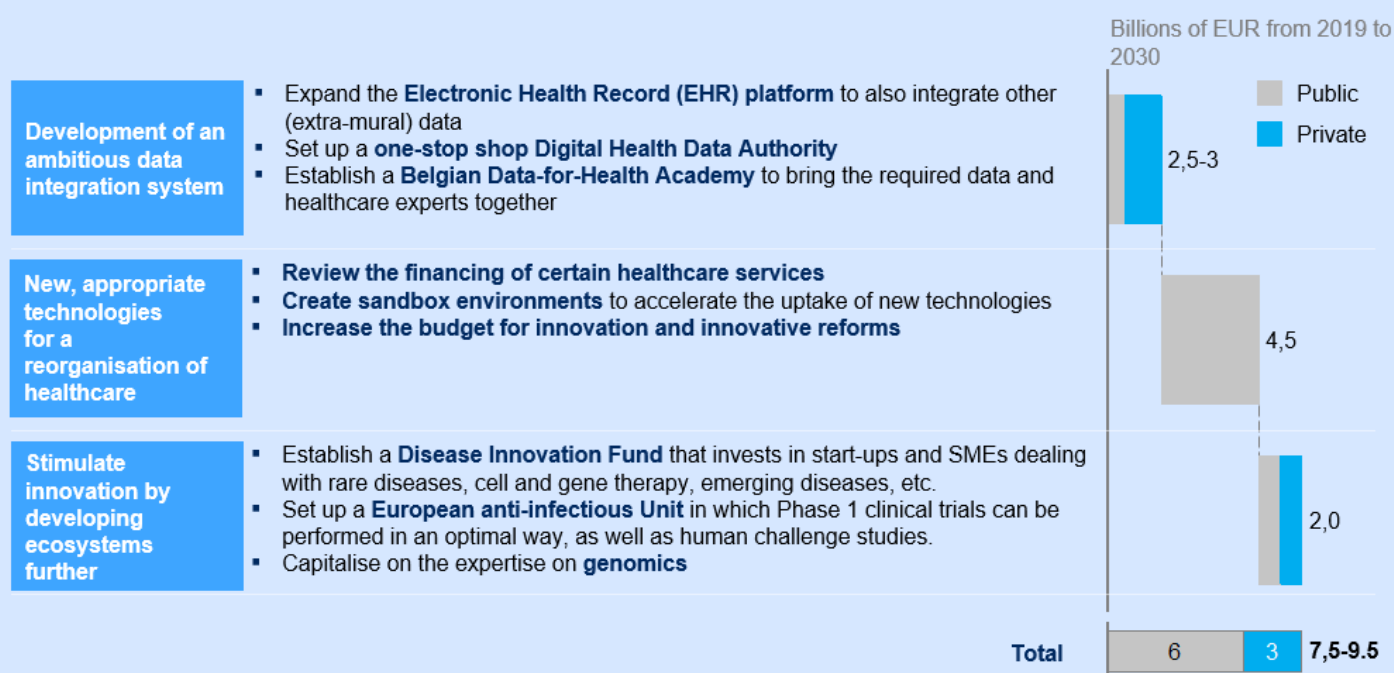 Billions of EUR from 2019 to
2030
Public
Private
Development of an
ambitious data
integration system
▪ Expand the Electronic Health Record (EHR) platform to also integrate other
(extra-mural) data
▪ Set up a one-stop shop Digital Health Data Authority
▪ Establish a Belgian Data-for-Health Academy to bring the required data and
healthcare experts together
2,5-3
New, appropriate
technologies
for a
reorganisation of
healthcare
▪ Review the financing of certain healthcare services
▪ Create sandbox environments to accelerate the uptake of new technologies
▪ Increase the budget for innovation and innovative reforms
4,5
Stimulate
innovation by
developing
ecosystems
further
▪ Establish a Disease Innovation Fund that invests in start-ups and SMEs dealing
with rare diseases, cell and gene therapy, emerging diseases, etc.
▪ Set up a European anti-infectious Unit in which Phase 1 clinical trials can be
performed in an optimal way, as well as human challenge studies.
▪ Capitalise on the expertise on genomics
2,0
Total
6
3
7,5-9.5